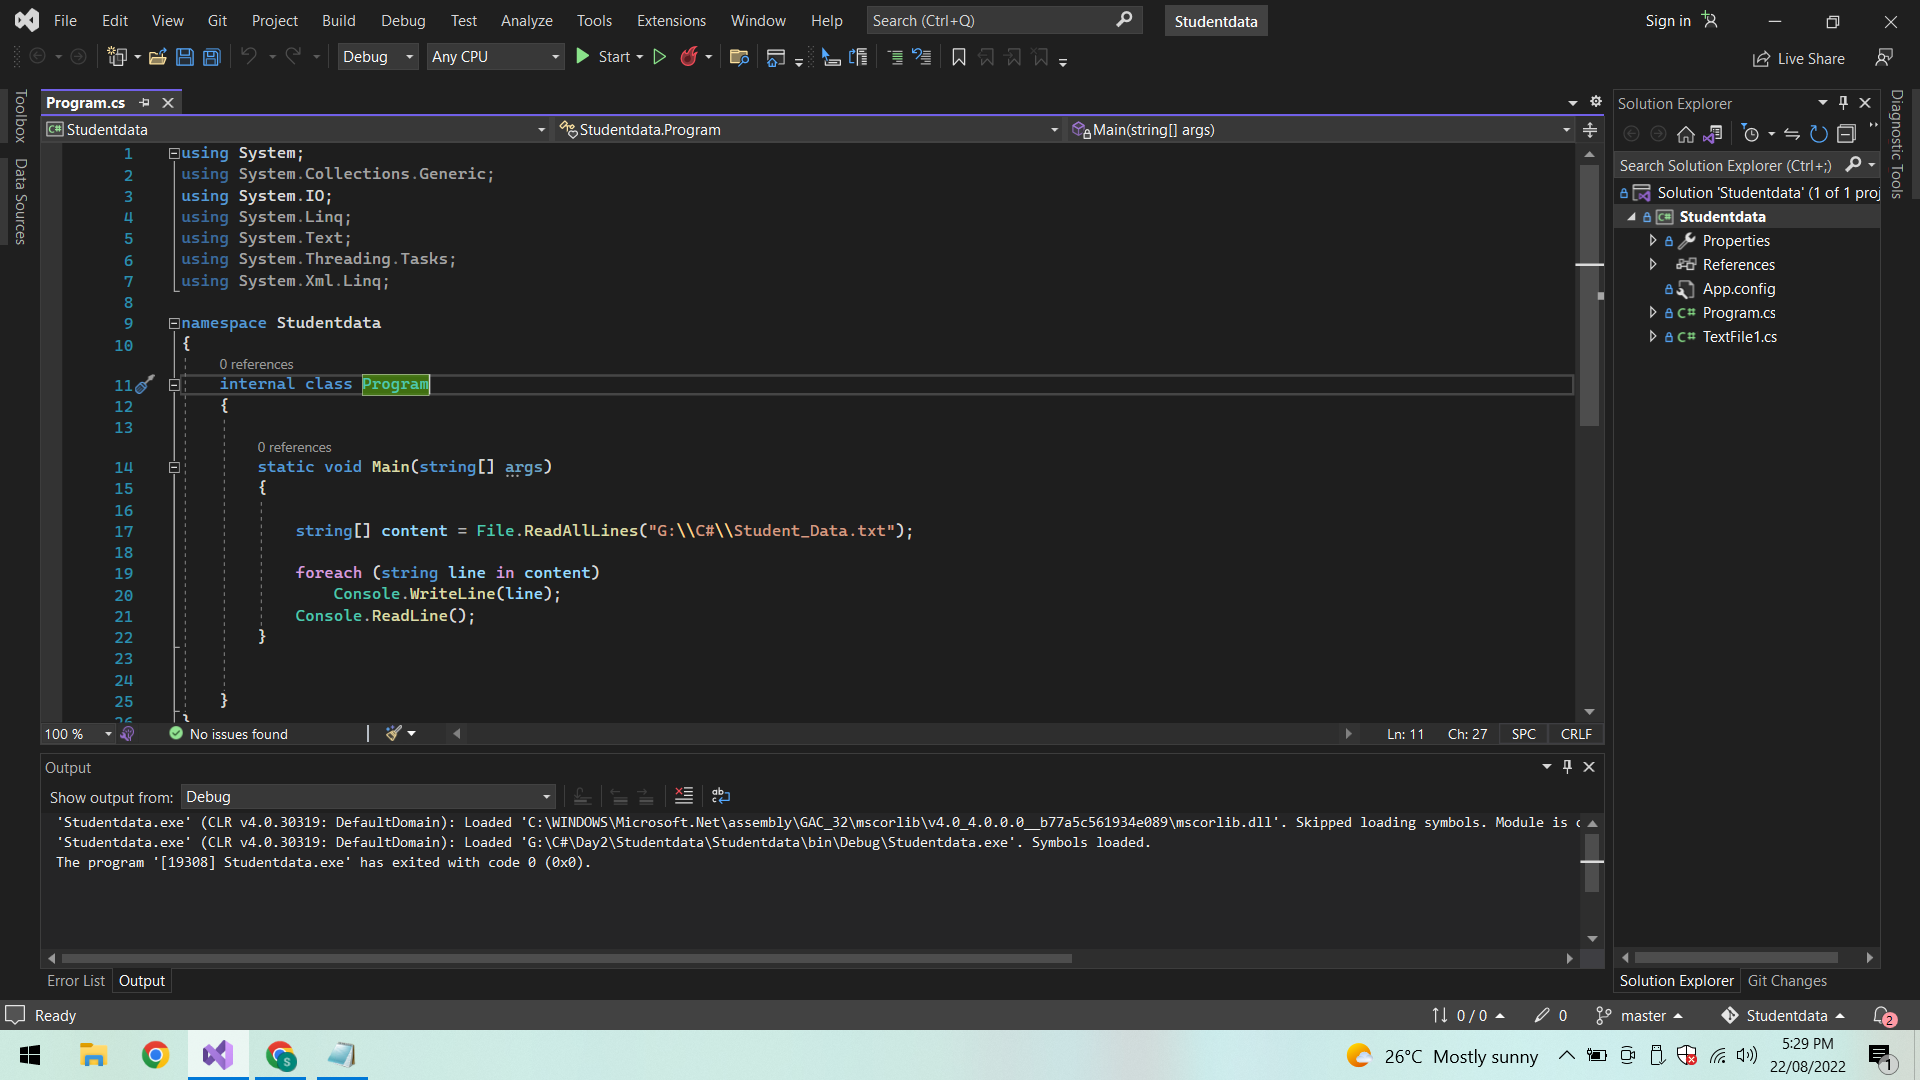 File Edit View Git Project Build Debug Test Analyze Tools Extensions Window Help Search (Ctrl+Q) Studentdata Sign in
Debug Any CPU Start Live Share
Toolbox
Data Sources
Program.cs
Studentdata Studentdata.Program Main(string[] args)
1 using System;
2 using System.Collections.Generic;
3 using System.IO;
4 using System.Linq;
5 using System.Text;
6 using System.Threading.Tasks;
7 using System.Xml.Linq;
8
9 namespace Studentdata
10 {
0 references
11 internal class Program
12 {
13
0 references
14 static void Main(string[] args)
15 {
16
17 string[] content = File.ReadAllLines("G:\\C#\\Student_Data.txt");
18
19 foreach (string line in content)
20 Console.WriteLine(line);
21 Console.ReadLine();
22 }
23
24
25 }
26 }
100 % No issues found Ln: 11 Ch: 27 SPC CRLF
Output
Show output from: Debug
'Studentdata.exe' (CLR v4.0.30319: DefaultDomain): Loaded 'C:\WINDOWS\Microsoft.Net\assembly\GAC_32\mscorlib\v4.0_4.0.0.0__b77a5c561934e089\mscorlib.dll'. Skipped loading symbols. Module is
'Studentdata.exe' (CLR v4.0.30319: DefaultDomain): Loaded 'G:\C#\Day2\Studentdata\Studentdata\bin\Debug\Studentdata.exe'. Symbols loaded.
The program '[19308] Studentdata.exe' has exited with code 0 (0x0).
Error List Output
Solution Explorer
Search Solution Explorer (Ctrl+;)
Solution 'Studentdata' (1 of 1 proj
C# Studentdata
Properties
References
App.config
C# Program.cs
C# TextFile1.cs
Solution Explorer Git Changes
Diagnostic Tools
Ready 0 / 0 0 master Studentdata 2
S 26°C Mostly sunny 5:29 PM
22/08/2022 1